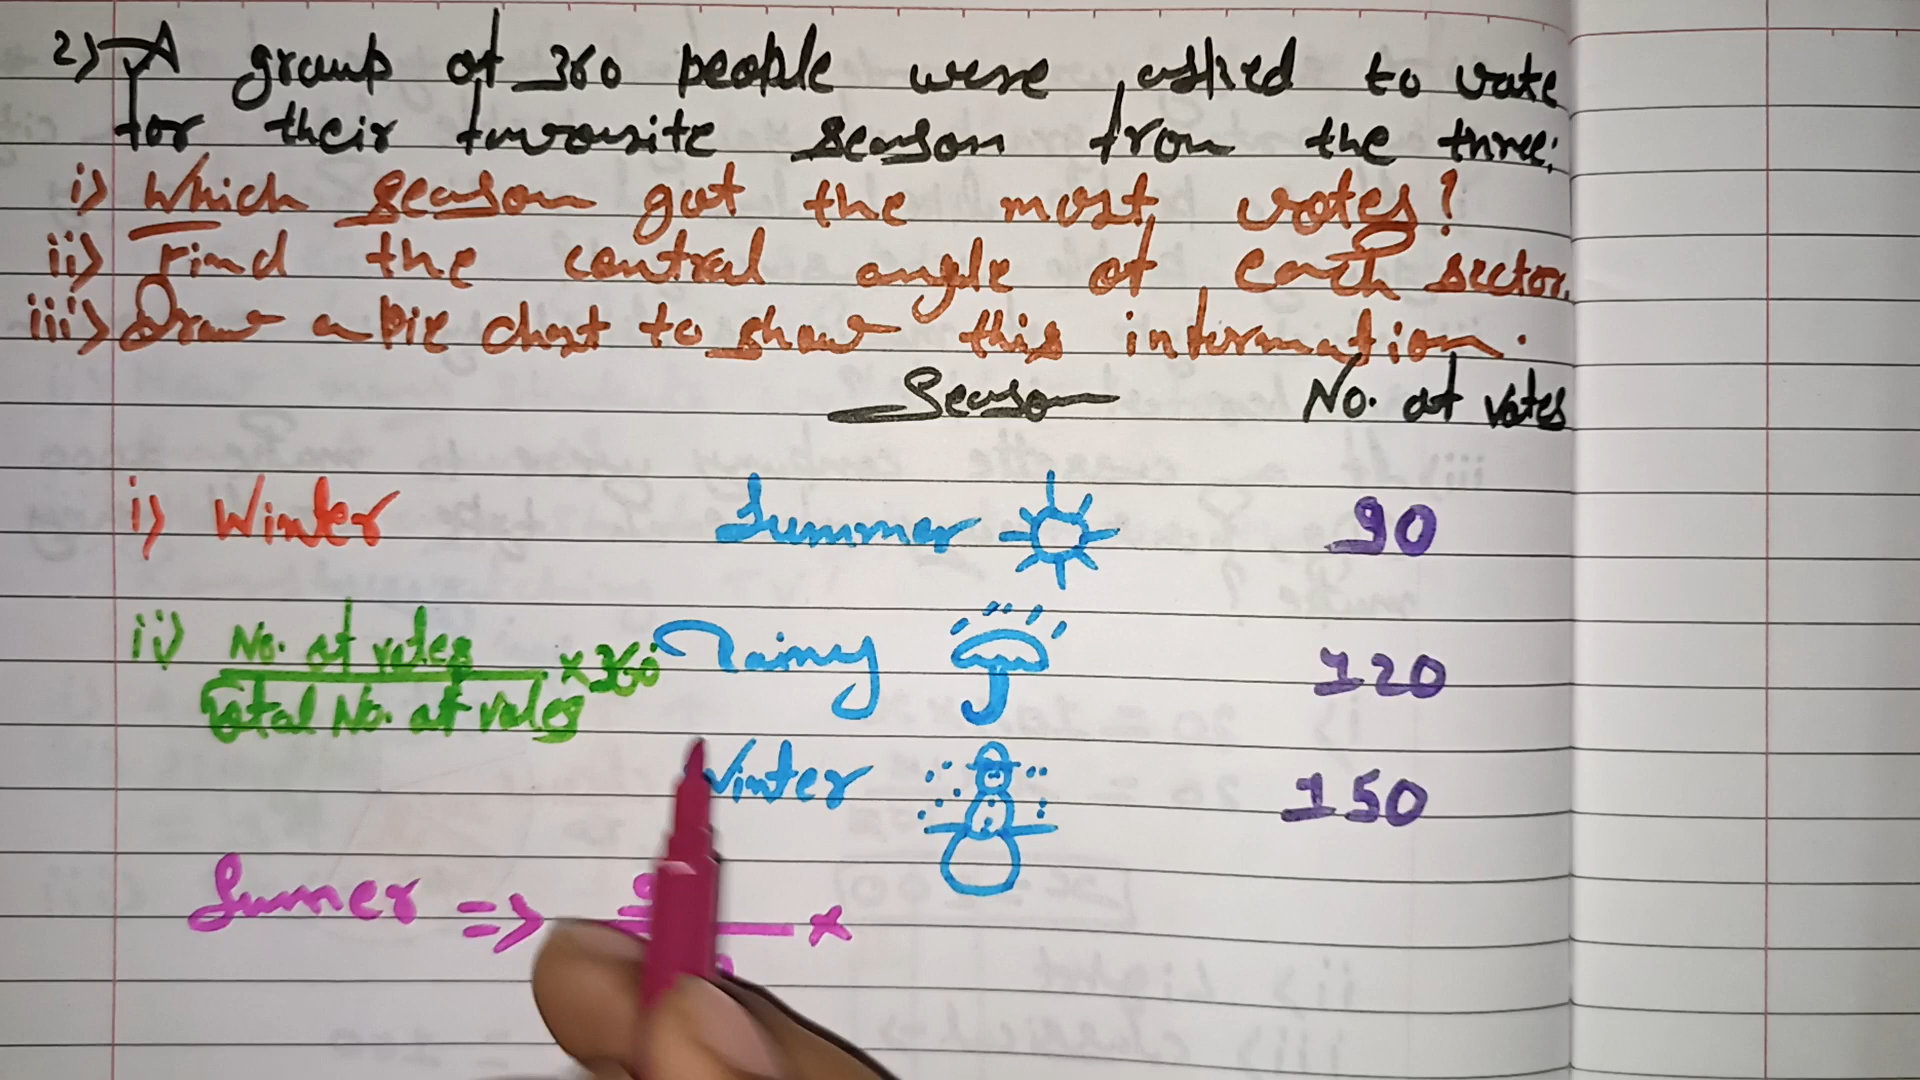 2) A group of 360 people were asked to vote
for their favourite season from the three:
i) Which season got the most votes?
ii) Find the central angle of each sector.
iii) Draw a pie chart to show this information.
Season No. of votes
i) Winter Summer 90
ii) No. of votes × 360° Rainy 120
Total No. of votes
Winter 150
Sumer => ×